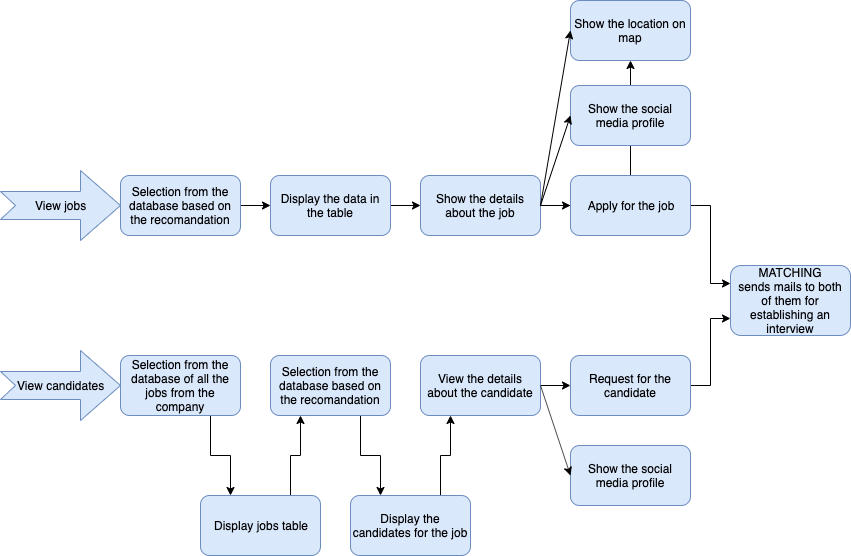 Show the location on
map
Show the social
media profile
View jobs
Selection from the
database based on
the recomandation
Display the data in
the table
Show the details
about the job
Apply for the job
MATCHING
sends mails to both
of them for
establishing an
interview
View candidates
Selection from the
database of all the
jobs from the
company
Selection from the
database based on
the recomandation
View the details
about the candidate
Request for the
candidate
Show the social
media profile
Display jobs table
Display the
candidates for the job